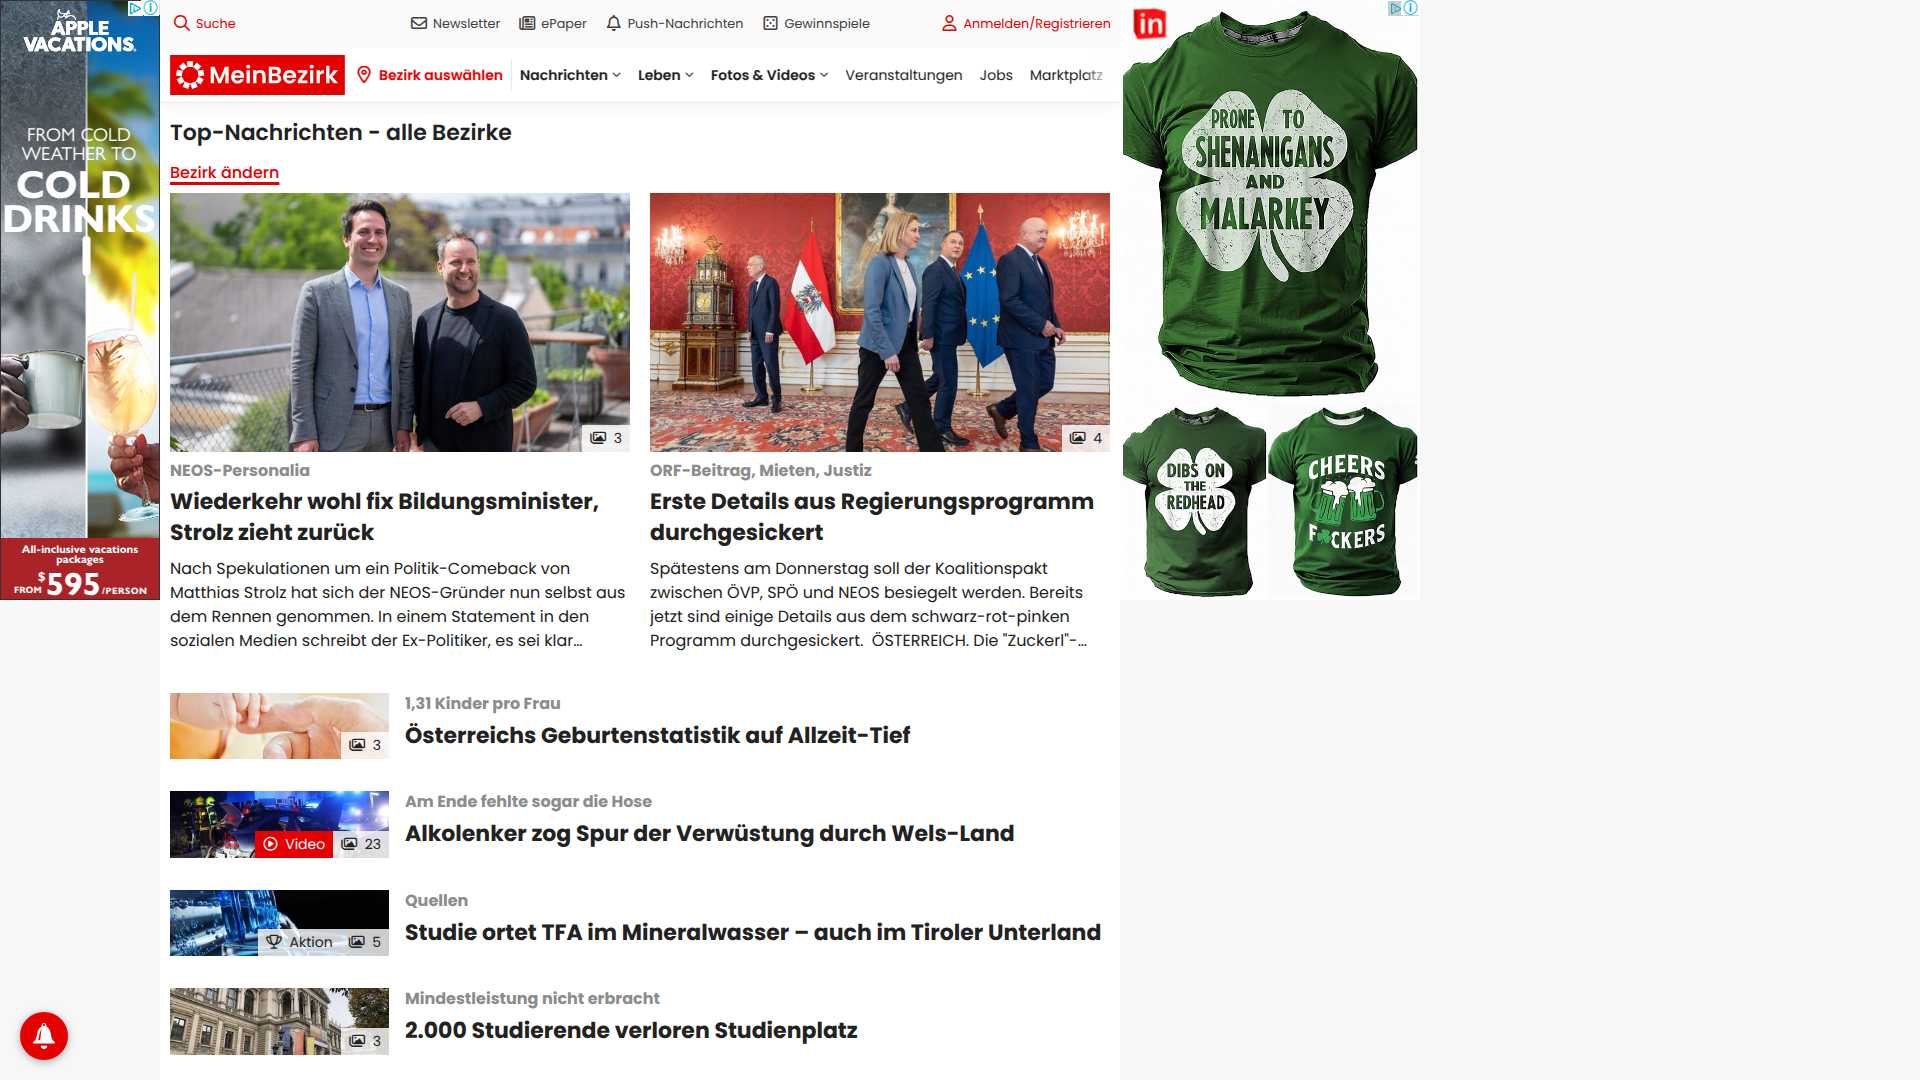 APPLE
VACATIONS
FROM COLD
WEATHER TO
COLD
DRINKS
All-inclusive vacations
packages
FROM $595/PERSON
Suche
Newsletter
ePaper
Push-Nachrichten
Gewinnspiele
Anmelden/Registrieren
MeinBezirk
Bezirk auswählen
Nachrichten
Leben
Fotos & Videos
Veranstaltungen
Jobs
Marktplatz
Top-Nachrichten - alle Bezirke
Bezirk ändern
3
NEOS-Personalia
Wiederkehr wohl fix Bildungsminister,
Strolz zieht zurück
Nach Spekulationen um ein Politik-Comeback von
Matthias Strolz hat sich der NEOS-Gründer nun selbst aus
dem Rennen genommen. In einem Statement in den
sozialen Medien schreibt der Ex-Politiker, es sei klar...
4
ORF-Beitrag, Mieten, Justiz
Erste Details aus Regierungsprogramm
durchgesickert
Spätestens am Donnerstag soll der Koalitionspakt
zwischen ÖVP, SPÖ und NEOS besiegelt werden. Bereits
jetzt sind einige Details aus dem schwarz-rot-pinken
Programm durchgesickert.  ÖSTERREICH. Die "Zuckerl"-...
3
1,31 Kinder pro Frau
Österreichs Geburtenstatistik auf Allzeit-Tief
Video 23
Am Ende fehlte sogar die Hose
Alkolenker zog Spur der Verwüstung durch Wels-Land
Aktion 5
Quellen
Studie ortet TFA im Mineralwasser – auch im Tiroler Unterland
3
Mindestleistung nicht erbracht
2.000 Studierende verloren Studienplatz
in
PRONE TO
SHENANIGANS
AND
MALARKEY
DIBS ON
THE
REDHEAD
CHEERS
F CKERS